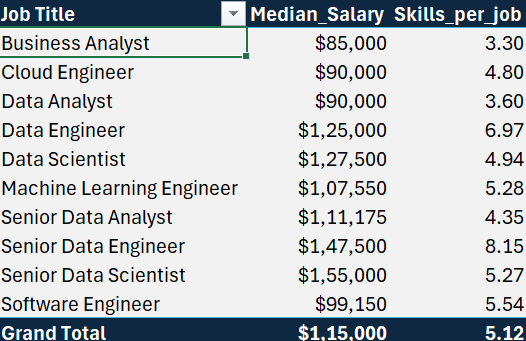 Job Title Median_Salary Skills_per_job
Business Analyst $85,000 3.30
Cloud Engineer $90,000 4.80
Data Analyst $90,000 3.60
Data Engineer $1,25,000 6.97
Data Scientist $1,27,500 4.94
Machine Learning Engineer $1,07,550 5.28
Senior Data Analyst $1,11,175 4.35
Senior Data Engineer $1,47,500 8.15
Senior Data Scientist $1,55,000 5.27
Software Engineer $99,150 5.54
Grand Total $1,15,000 5.12